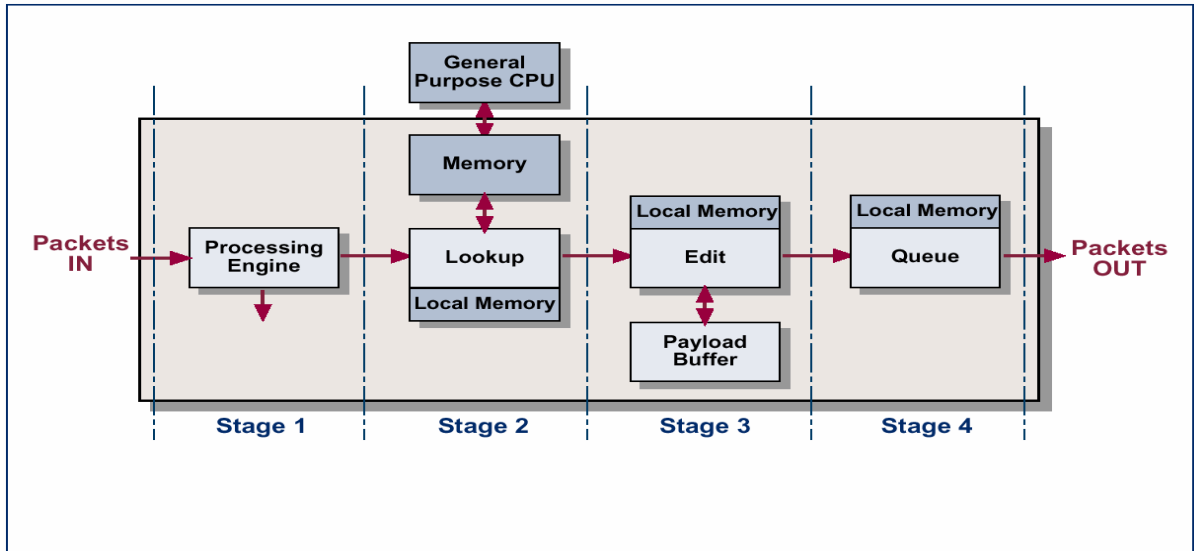 General
Purpose CPU
Memory
Local Memory
Local Memory
Packets
IN
Processing
Engine
Lookup
Edit
Queue
Packets
OUT
Local Memory
Payload
Buffer
Stage 1
Stage 2
Stage 3
Stage 4